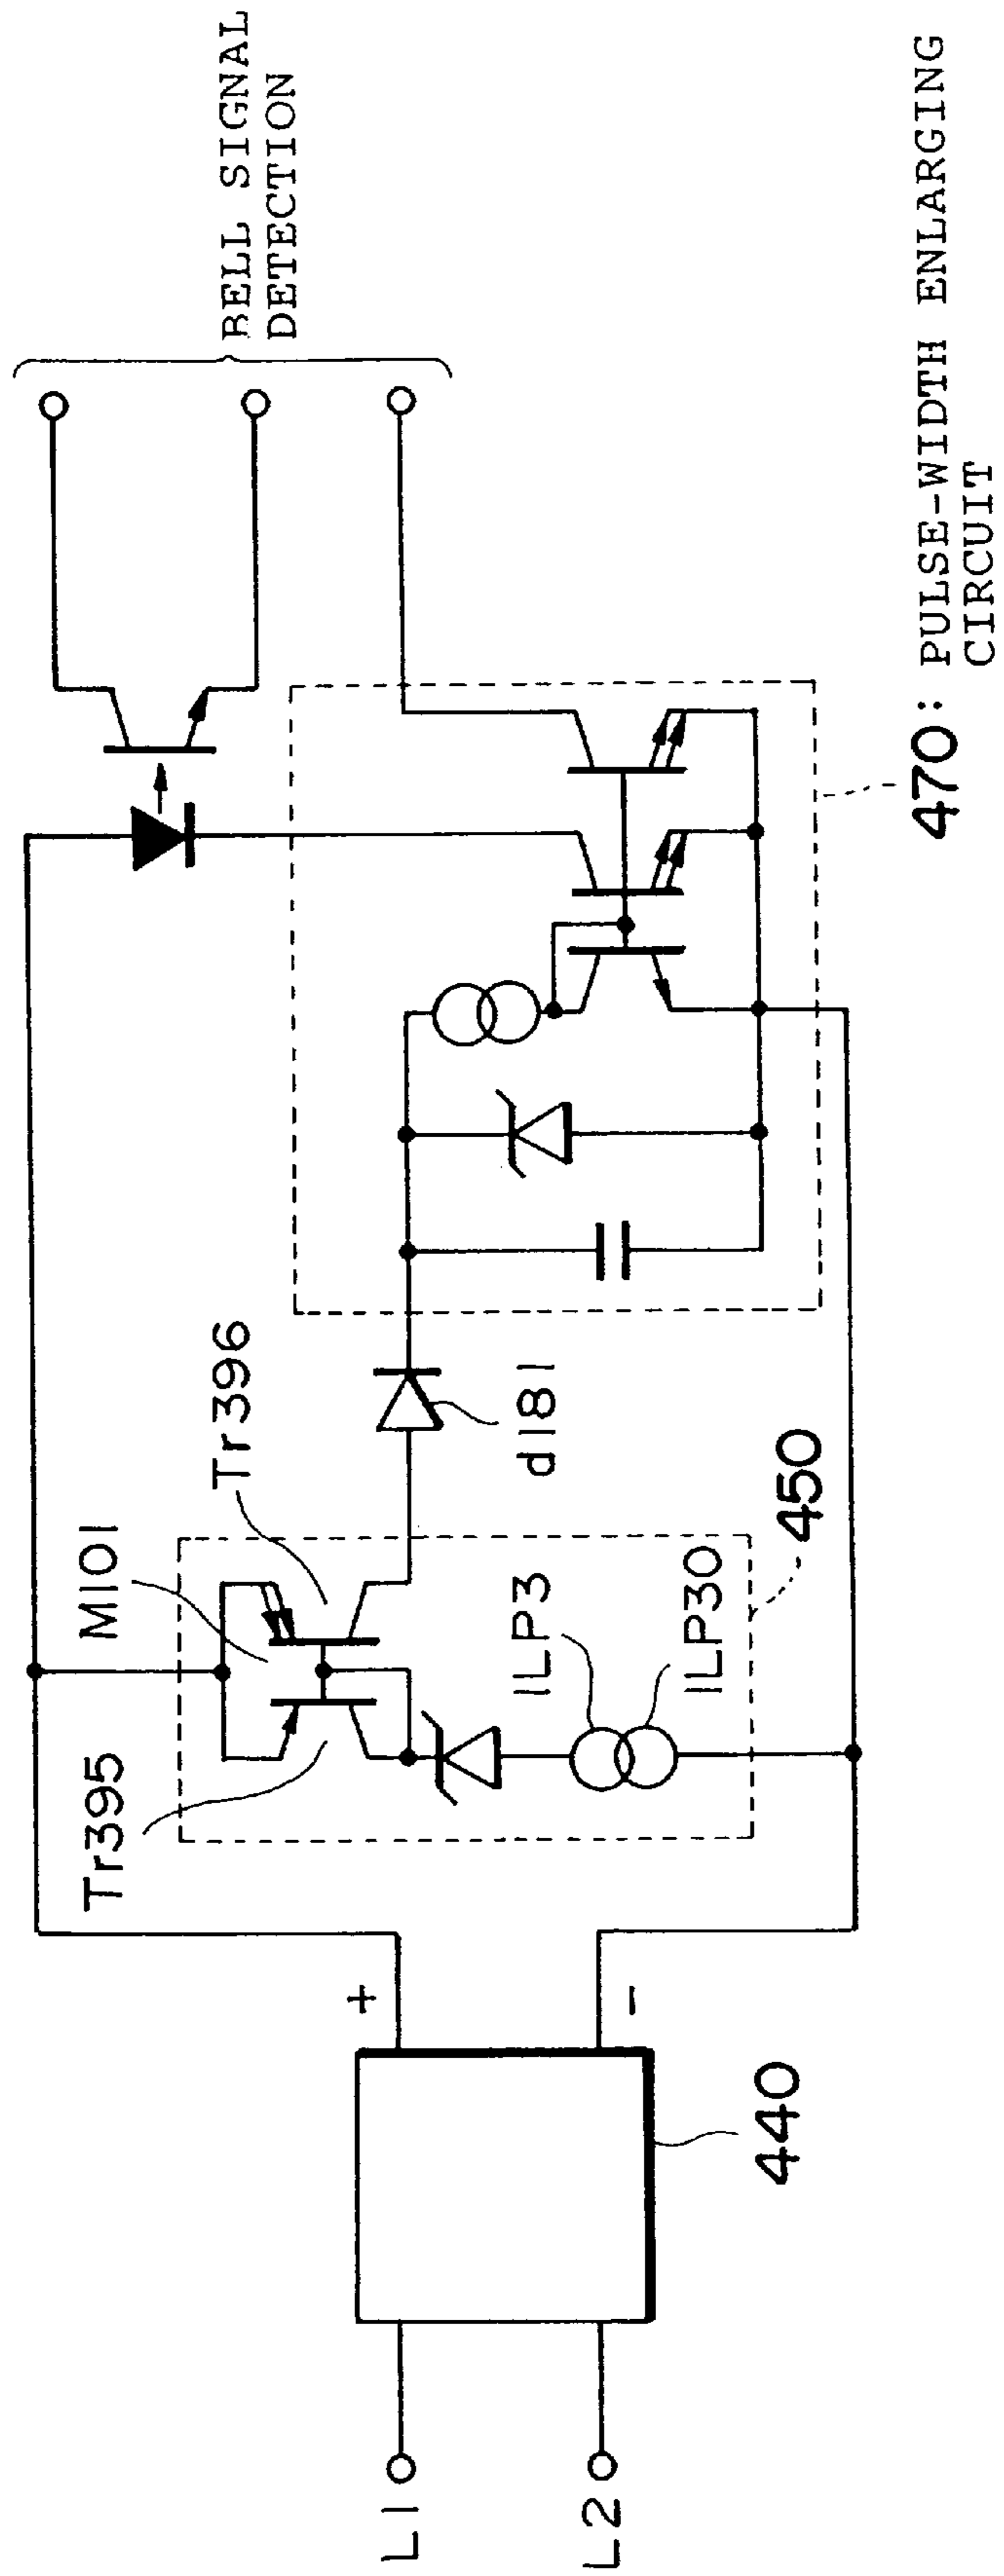 BELL SIGNAL
DETECTION
M101
Tr396
Tr395
d181
ILP3
ILP30
450
+
-
440
L1
L2
470: PULSE-WIDTH ENLARGING
CIRCUIT